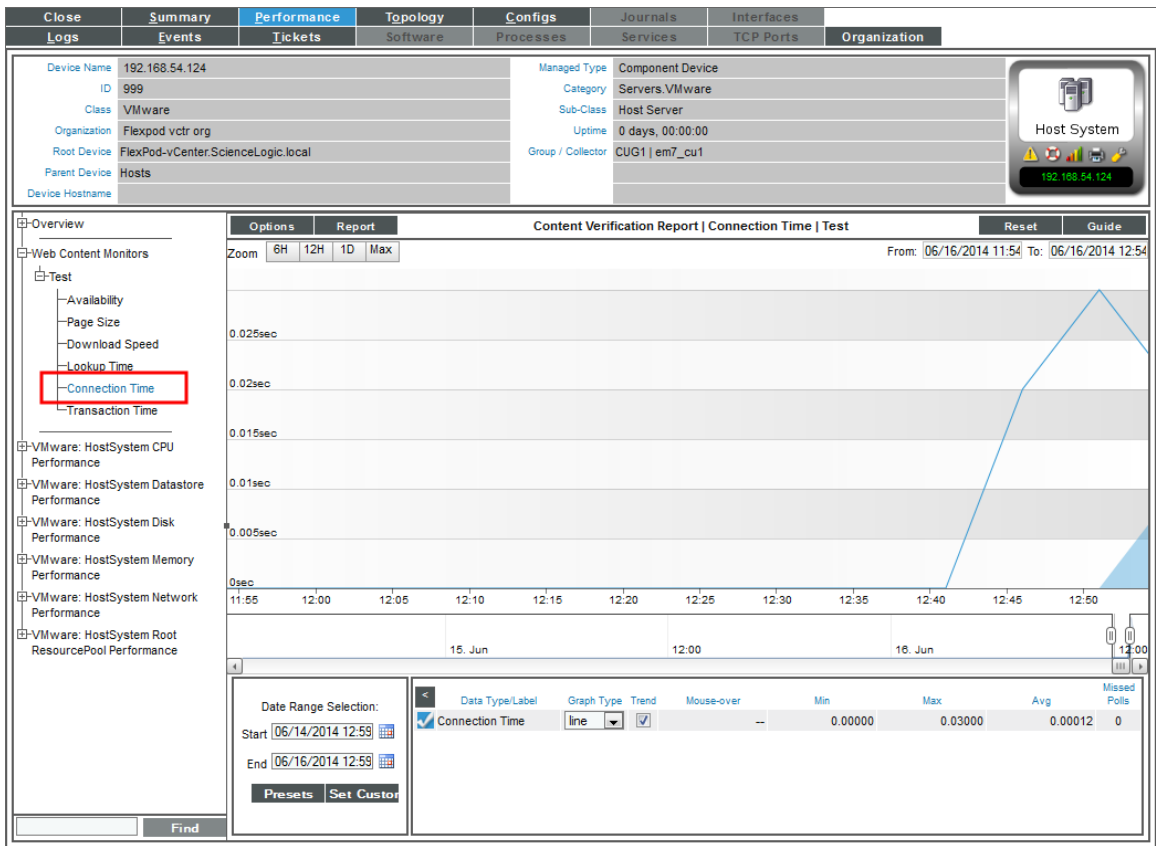 Close Summary Performance Topology Configs Journals Interfaces
Logs Events Tickets Software Processes Services TCP Ports Organization
Device Name 192.168.54.124 Managed Type Component Device
ID 999 Category Servers.VMware
Class VMware Sub-Class Host Server
Organization Flexpod vctr org Uptime 0 days, 00:00:00
Root Device FlexPod-vCenter.ScienceLogic.local Group / Collector CUG1 | em7_cu1
Parent Device Hosts
Device Hostname
Host System
192.168.54.124
Overview
Web Content Monitors
Test
Availability
Page Size
Download Speed
Lookup Time
Connection Time
Transaction Time
VMware: HostSystem CPU
Performance
VMware: HostSystem Datastore
Performance
VMware: HostSystem Disk
Performance
VMware: HostSystem Memory
Performance
VMware: HostSystem Network
Performance
VMware: HostSystem Root
ResourcePool Performance
Find
Options Report Content Verification Report | Connection Time | Test Reset Guide
Zoom 6H 12H 1D Max From: 06/16/2014 11:54 To: 06/16/2014 12:54
0.025sec
0.02sec
0.015sec
0.01sec
0.005sec
0sec
11:55 12:00 12:05 12:10 12:15 12:20 12:25 12:30 12:35 12:40 12:45 12:50
15. Jun 12:00 16. Jun 12:00
Date Range Selection:
Start 06/14/2014 12:59
End 06/16/2014 12:59
Presets Set Custor
< Data Type/Label Graph Type Trend Mouse-over Min Max Avg Missed Polls
Connection Time line -- 0.00000 0.03000 0.00012 0